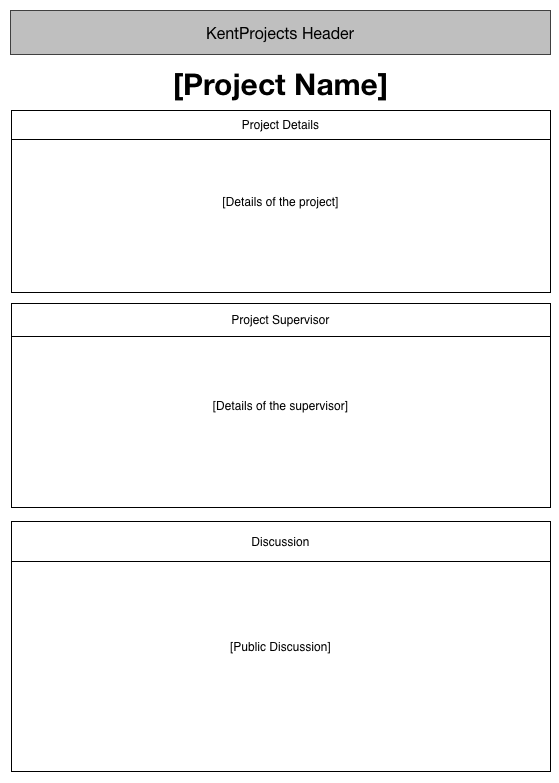 KentProjects Header
[Project Name]
Project Details
[Details of the project]
Project Supervisor
[Details of the supervisor]
Discussion
[Public Discussion]